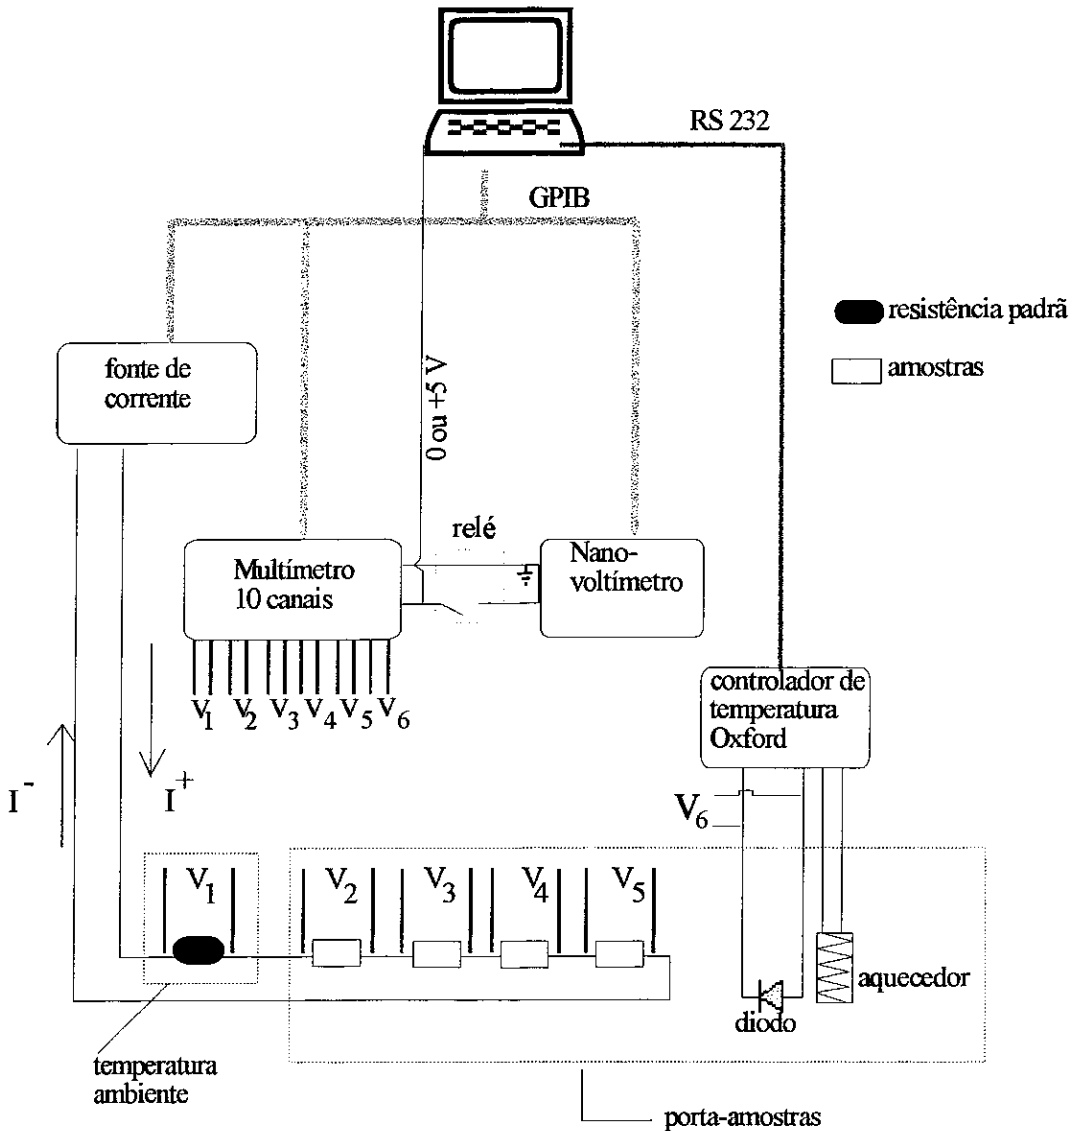 RS 232
GPIB
resistência padrã
amostras
fonte de
corrente
0 ou +5 V
relé
Multímetro
10 canais
Nano-
voltímetro
V1 V2 V3 V4 V5 V6
controlador de
temperatura
Oxford
I- I+
V6
V1 V2 V3 V4 V5
aquecedor
diodo
temperatura
ambiente
porta-amostras